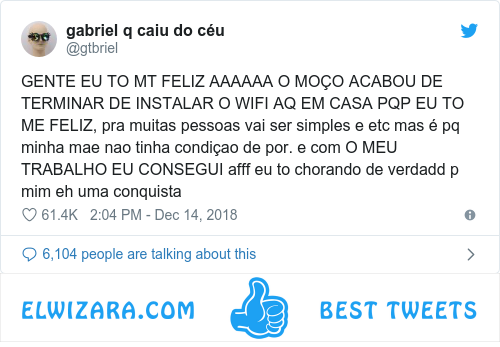 gabriel q caiu do céu
@gtbriel
GENTE EU TO MT FELIZ AAAAAA O MOÇO ACABOU DE
TERMINAR DE INSTALAR O WIFI AQ EM CASA PQP EU TO
ME FELIZ, pra muitas pessoas vai ser simples e etc mas é pq
minha mae nao tinha condiçao de por. e com O MEU
TRABALHO EU CONSEGUI afff eu to chorando de verdadd p
mim eh uma conquista
61.4K 2:04 PM - Dec 14, 2018
6,104 people are talking about this
ELWIZARA.COM BEST TWEETS